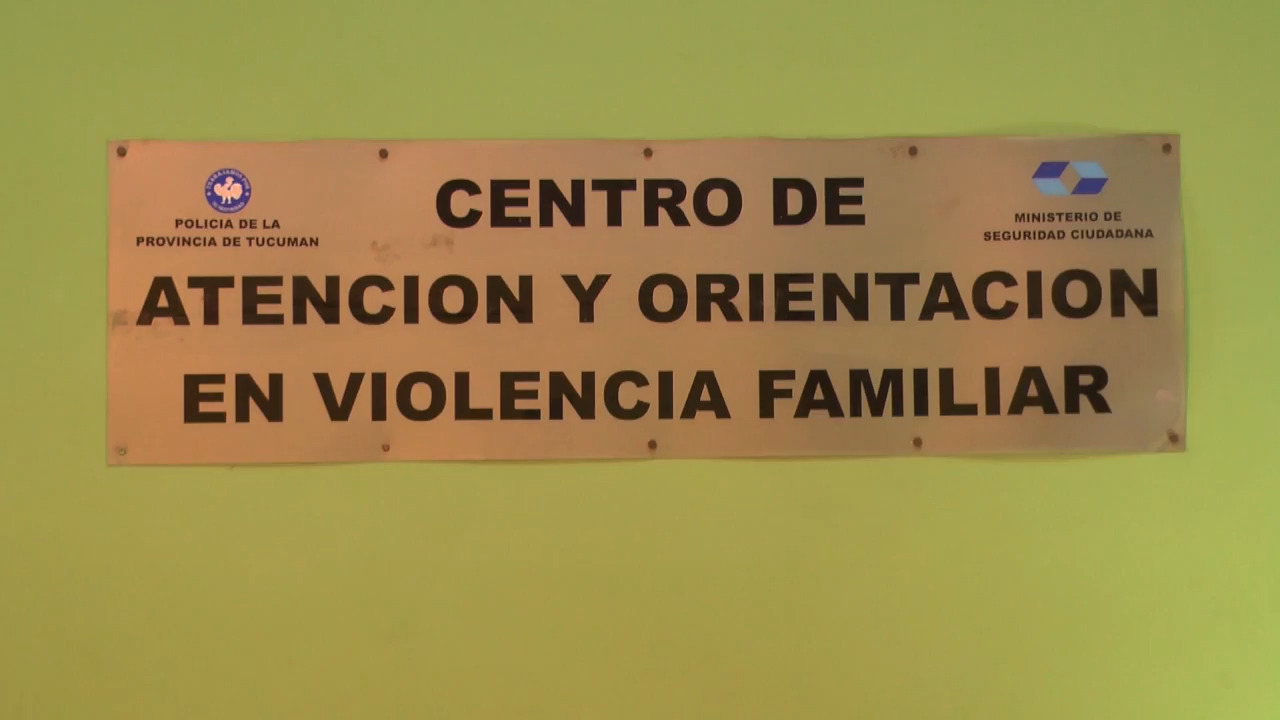 CENTRO DE
ATENCION Y ORIENTACION
EN VIOLENCIA FAMILIAR
POLICIA DE LA
PROVINCIA DE TUCUMAN
MINISTERIO DE
SEGURIDAD CIUDADANA